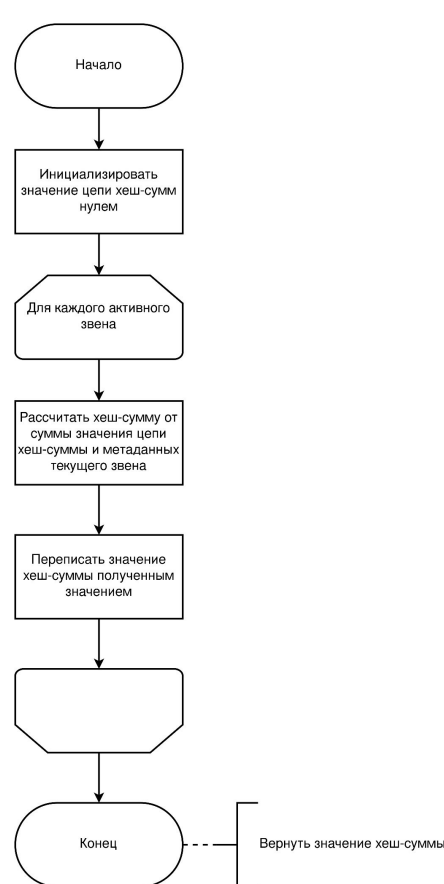 Начало
Инициализировать
значение цепи хеш-сумм
нулем
Для каждого активного
звена
Рассчитать хеш-сумму от
суммы значения цепи
хеш-суммы и метаданных
текущего звена
Переписать значение
хеш-суммы полученным
значением
Конец
Вернуть значение хеш-суммы